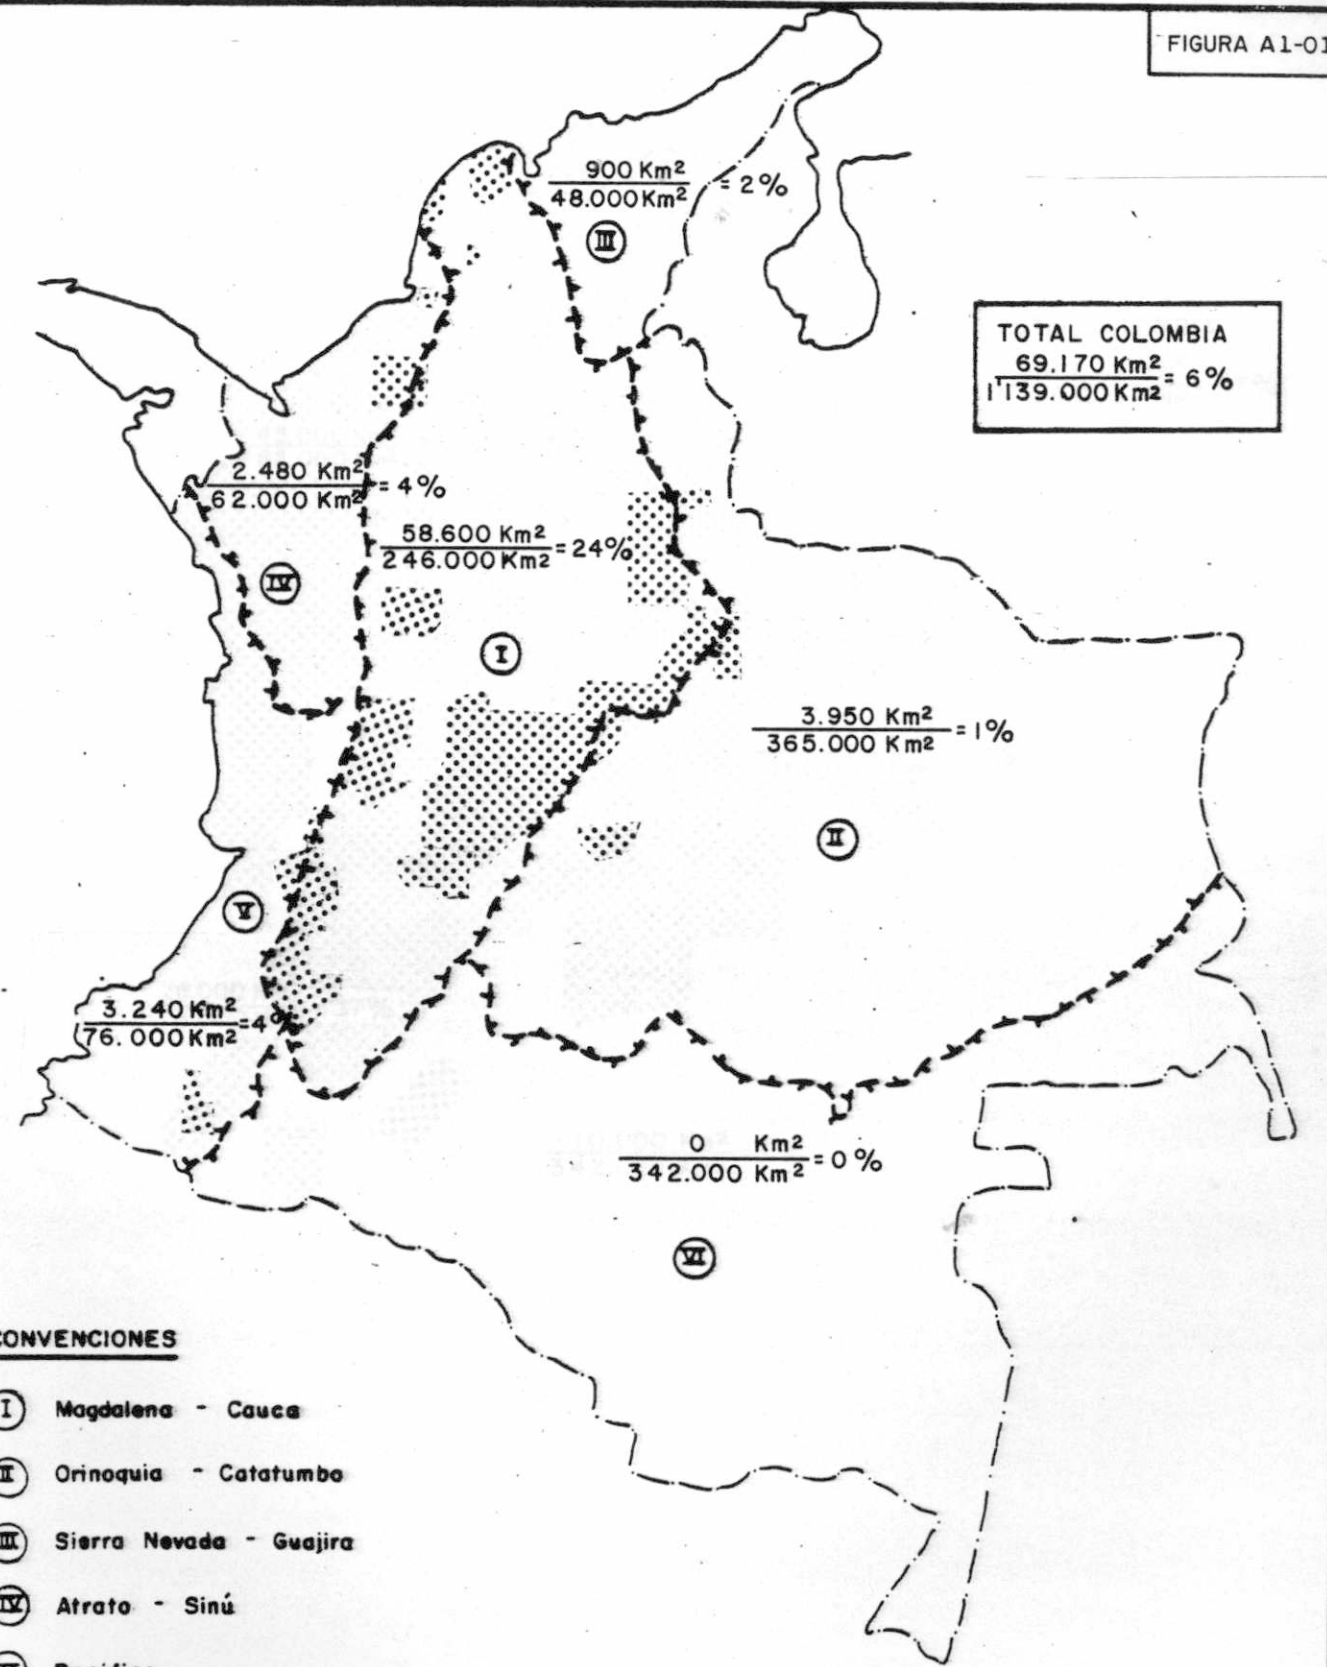 FIGURA A1-01
900 Km²
48.000 Km² = 2%
III
TOTAL COLOMBIA
69.170 Km²
1'139.000 Km2 = 6%
2.480 Km²
62.000 Km² = 4%
58.600 Km²
246.000 Km2 = 24%
IV
I
3.950 Km²
365.000 Km² = 1%
II
V
3.240 Km²
76.000 Km² = 4%
0 Km²
342.000 Km² = 0%
VI
CONVENCIONES
I Magdalena - Cauca
II Orinoquia - Catatumbo
III Sierra Nevada - Guajira
IV Atrato - Sinú